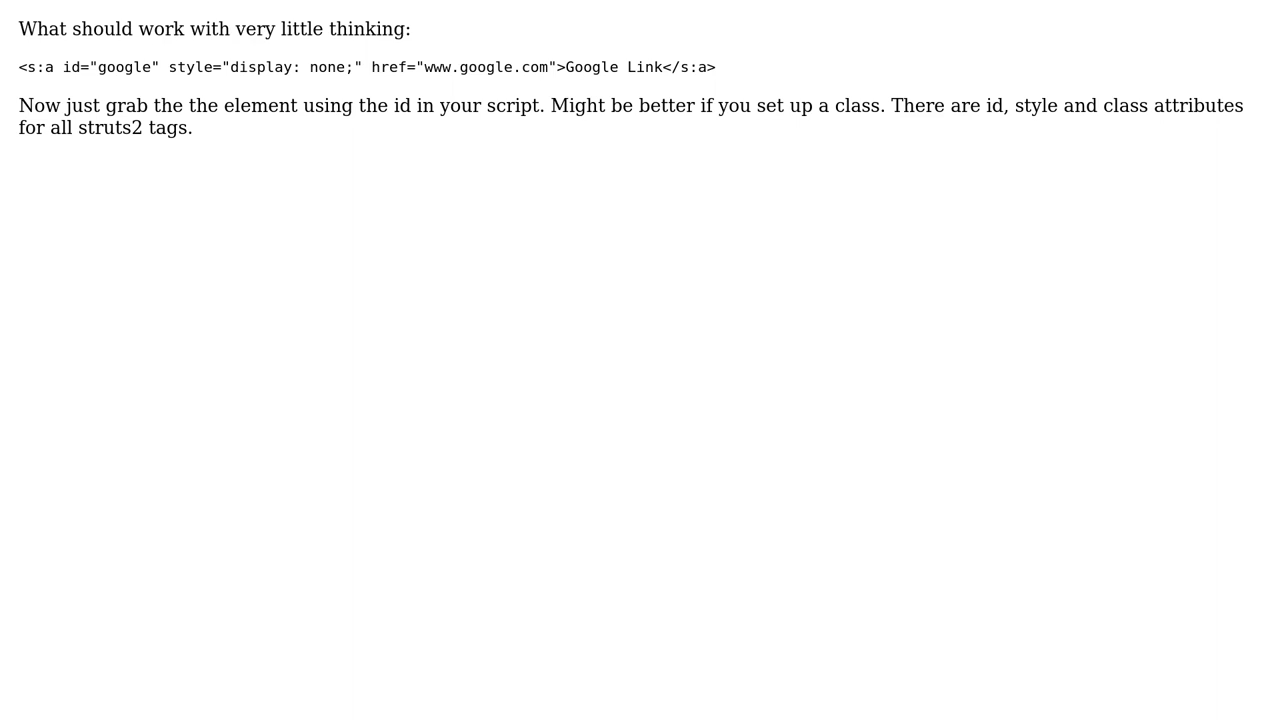 What should work with very little thinking:
<s:a id="google" style="display: none;" href="www.google.com">Google Link</s:a>
Now just grab the the element using the id in your script. Might be better if you set up a class. There are id, style and class attributes
for all struts2 tags.